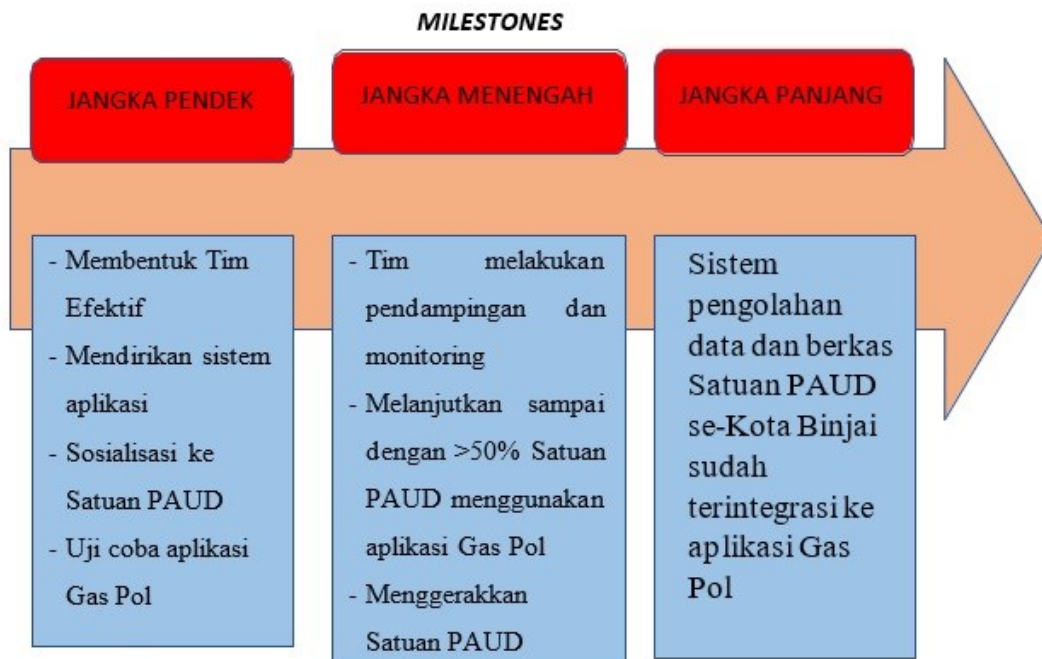 MILESTONES
JANGKA PENDEK
- Membentuk Tim
Efektif
- Mendirikan sistem
aplikasi
- Sosialisasi ke
Satuan PAUD
- Uji coba aplikasi
Gas Pol
JANGKA MENENGAH
- Tim melakukan
pendampingan dan
monitoring
- Melanjutkan sampai
dengan >50% Satuan
PAUD menggunakan
aplikasi Gas Pol
- Menggerakkan
Satuan PAUD
JANGKA PANJANG
Sistem
pengolahan
data dan berkas
Satuan PAUD
se-Kota Binjai
sudah
terintegrasi ke
aplikasi Gas
Pol